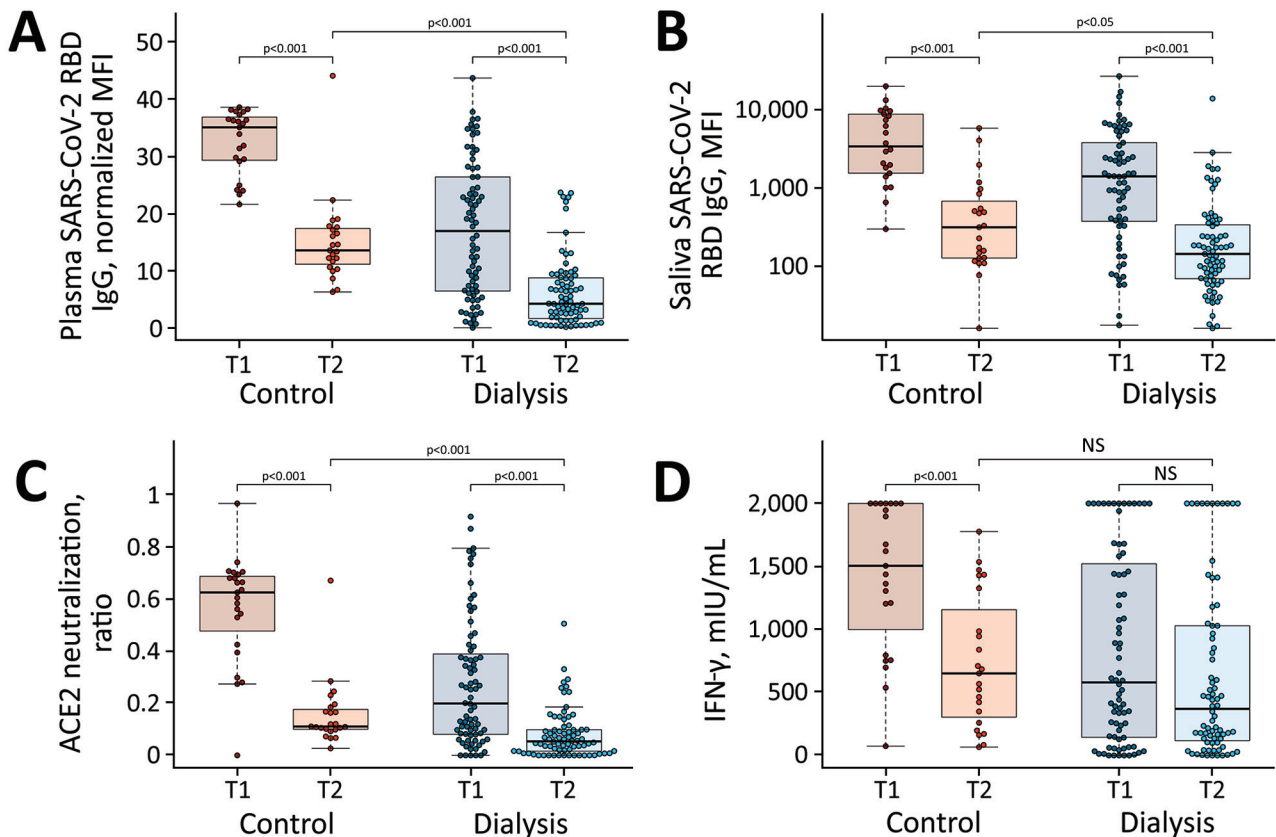 A
Plasma SARS-CoV-2 RBD
IgG, normalized MFI
50
40
30
20
10
0
p<0.001
p<0.001
p<0.001
T1
T2
T1
T2
Control
Dialysis
B
Saliva SARS-CoV-2
RBD IgG, MFI
10,000
1,000
100
p<0.05
p<0.001
p<0.001
T1
T2
T1
T2
Control
Dialysis
C
ACE2 neutralization,
ratio
1
0.8
0.6
0.4
0.2
0
p<0.001
p<0.001
p<0.001
T1
T2
T1
T2
Control
Dialysis
D
IFN-γ, mIU/mL
2,000
1,500
1,000
500
0
NS
p<0.001
NS
T1
T2
T1
T2
Control
Dialysis